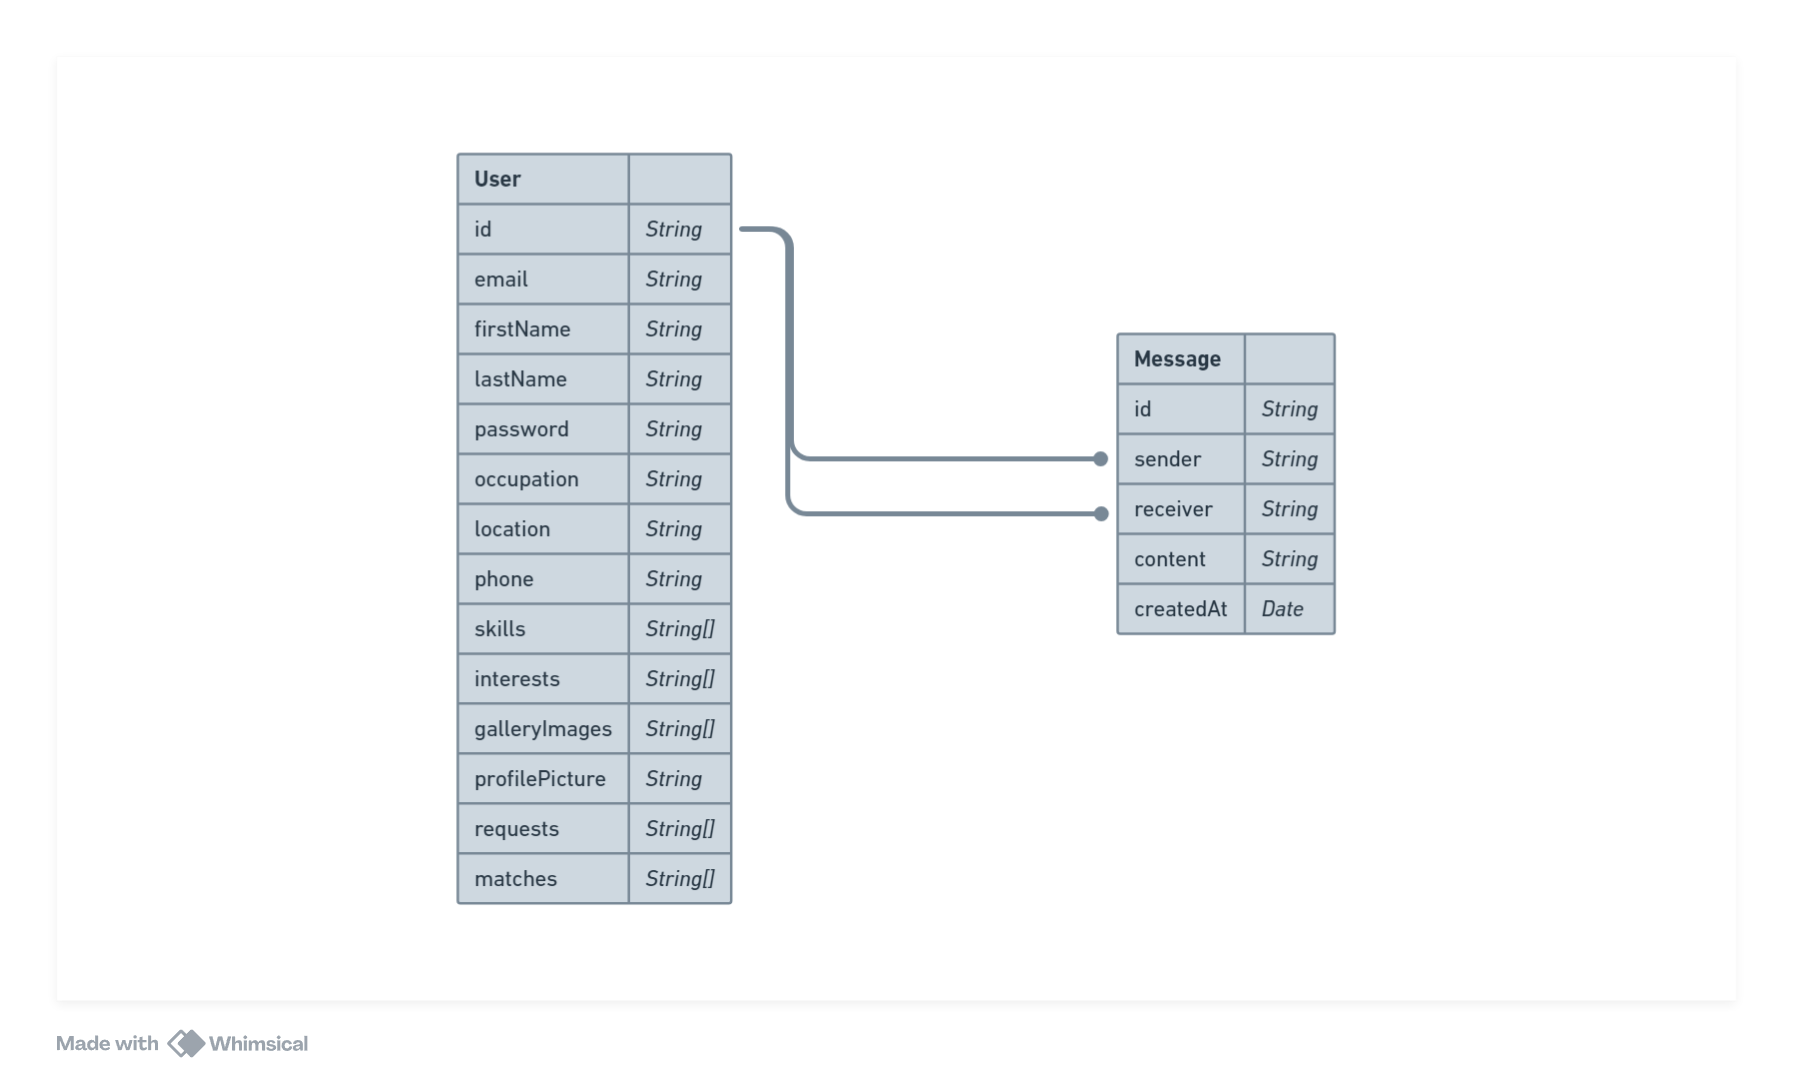 User
id String
email String
firstName String
lastName String
password String
occupation String
location String
phone String
skills String[]
interests String[]
galleryImages String[]
profilePicture String
requests String[]
matches String[]
Message
id String
sender String
receiver String
content String
createdAt Date
Made with Whimsical